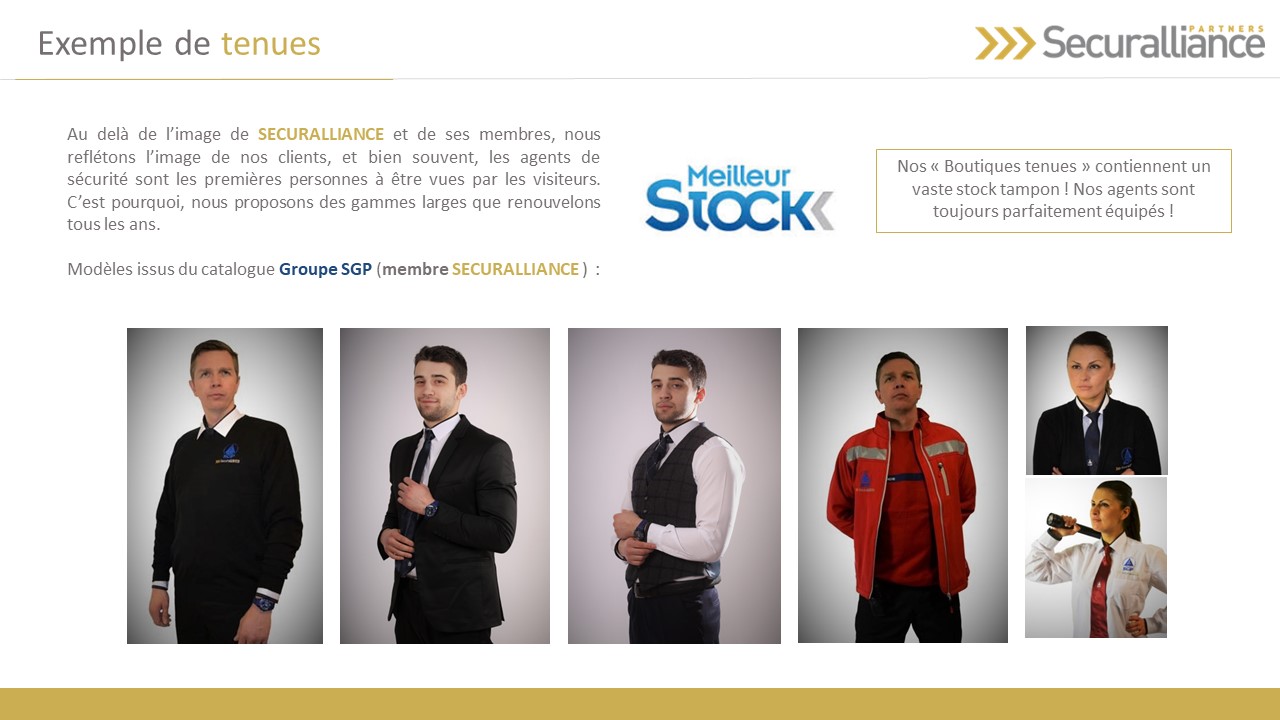 Exemple de tenues
PARTNERS
Securalliance
Au delà de l’image de SECURALLIANCE et de ses membres, nous
reflétons l’image de nos clients, et bien souvent, les agents de
sécurité sont les premières personnes à être vues par les visiteurs.
C’est pourquoi, nous proposons des gammes larges que renouvelons
tous les ans.
Modèles issus du catalogue Groupe SGP (membre SECURALLIANCE ) :
Meilleur
Stock
Nos « Boutiques tenues » contiennent un
vaste stock tampon ! Nos agents sont
toujours parfaitement équipés !
SGP